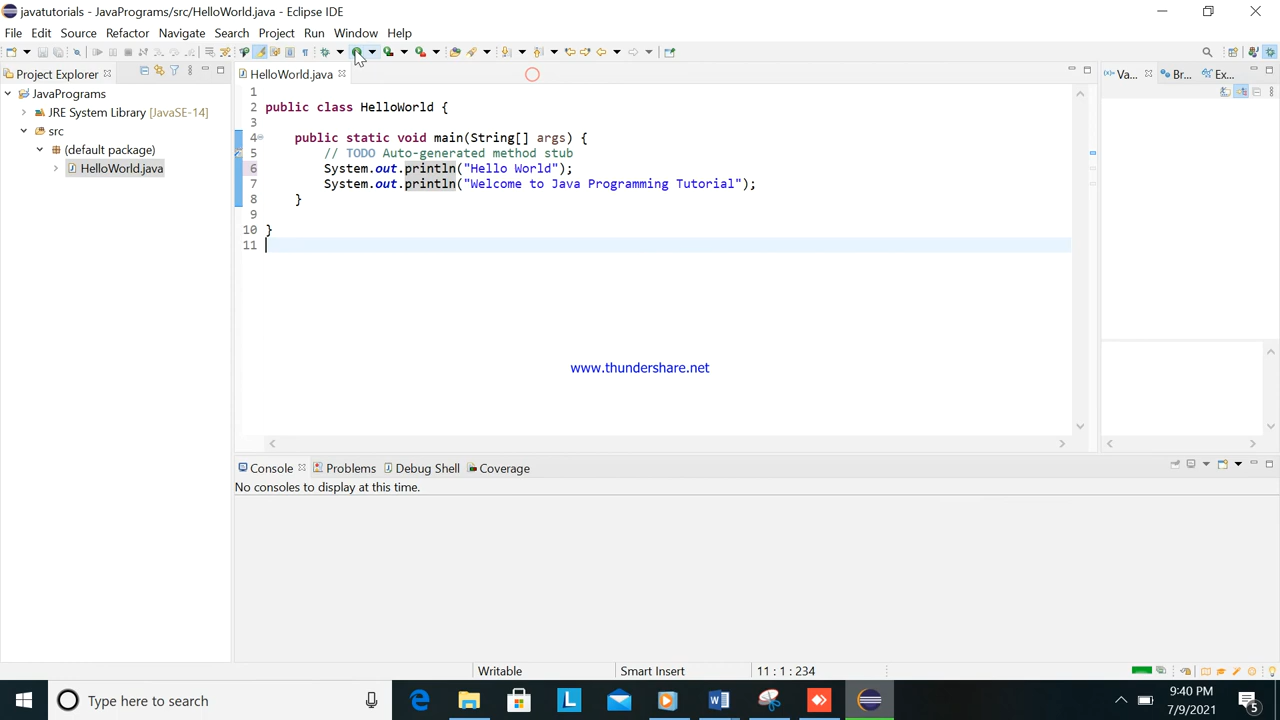 javatutorials - JavaPrograms/src/HelloWorld.java - Eclipse IDE
File Edit Source Refactor Navigate Search Project Run Window Help
Project Explorer
HelloWorld.java
Va...
Br...
Ex...
JavaPrograms
JRE System Library [JavaSE-14]
src
(default package)
HelloWorld.java
1
2 public class HelloWorld {
3
4 public static void main(String[] args) {
5 // TODO Auto-generated method stub
6 System.out.println("Hello World");
7 System.out.println("Welcome to Java Programming Tutorial");
8 }
9
10 }
11
www.thundershare.net
Console Problems Debug Shell Coverage
No consoles to display at this time.
Writable Smart Insert 11 : 1 : 234
Type here to search
9:40 PM
7/9/2021
5